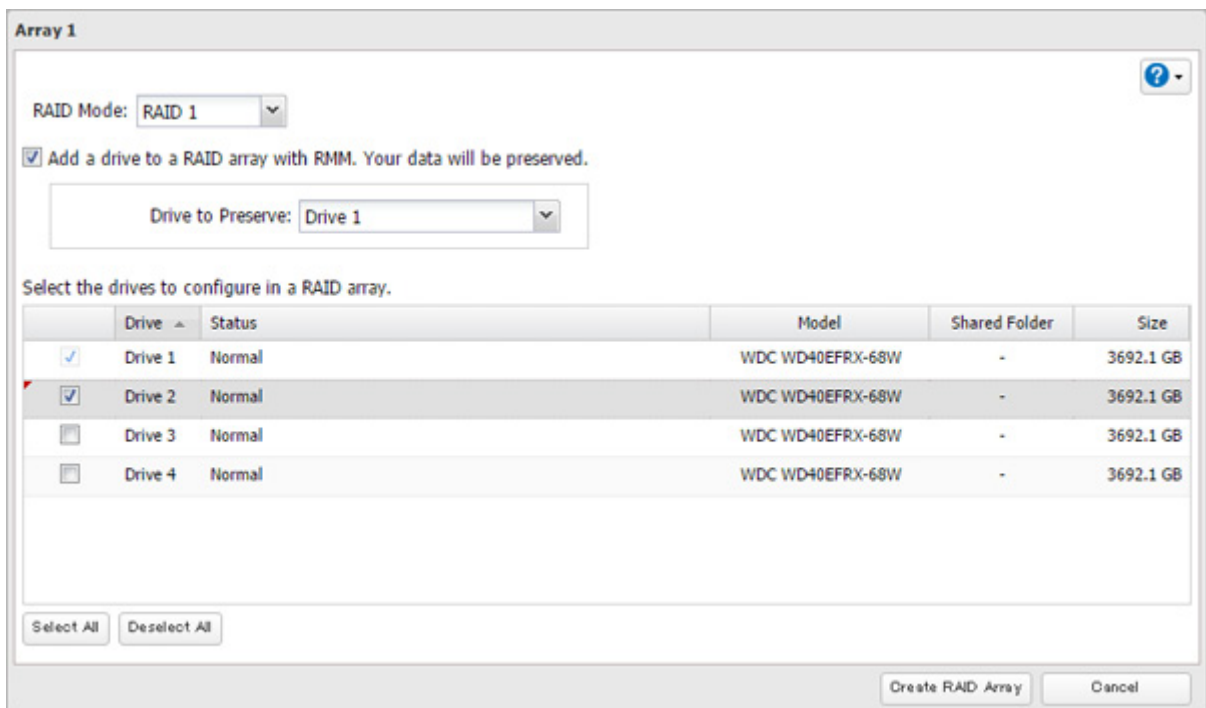 Array 1
RAID Mode: RAID 1
Add a drive to a RAID array with RMM. Your data will be preserved.
Drive to Preserve: Drive 1
Select the drives to configure in a RAID array.
Drive Status Model Shared Folder Size
Drive 1 Normal WDC WD40EFRX-68W - 3692.1 GB
Drive 2 Normal WDC WD40EFRX-68W - 3692.1 GB
Drive 3 Normal WDC WD40EFRX-68W - 3692.1 GB
Drive 4 Normal WDC WD40EFRX-68W - 3692.1 GB
Select All Deselect All
Create RAID Array Cancel